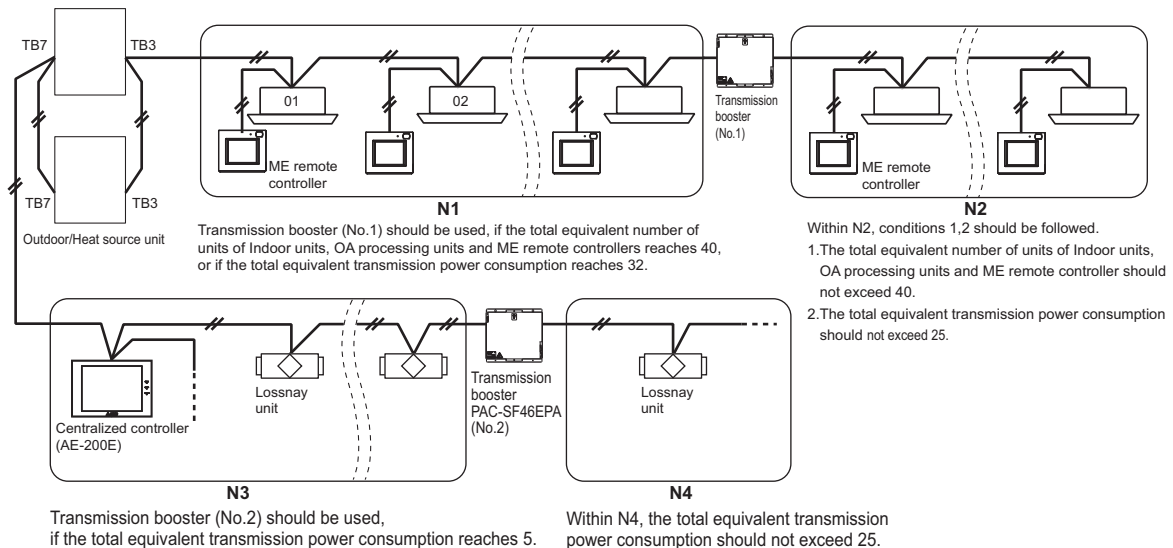 TB7
TB3
01
02
ME remote
controller
Transmission
booster
(No.1)
ME remote
controller
TB7
TB3
Outdoor/Heat source unit
N1
Transmission booster (No.1) should be used, if the total equivalent number of
units of Indoor units, OA processing units and ME remote controllers reaches 40,
or if the total equivalent transmission power consumption reaches 32.
N2
Within N2, conditions 1,2 should be followed.
1.The total equivalent number of units of Indoor units,
OA processing units and ME remote controller should
not exceed 40.
2.The total equivalent transmission power consumption
should not exceed 25.
Centralized controller
(AE-200E)
Lossnay
unit
Transmission
booster
PAC-SF46EPA
(No.2)
Lossnay
unit
N3
Transmission booster (No.2) should be used,
if the total equivalent transmission power consumption reaches 5.
N4
Within N4, the total equivalent transmission
power consumption should not exceed 25.